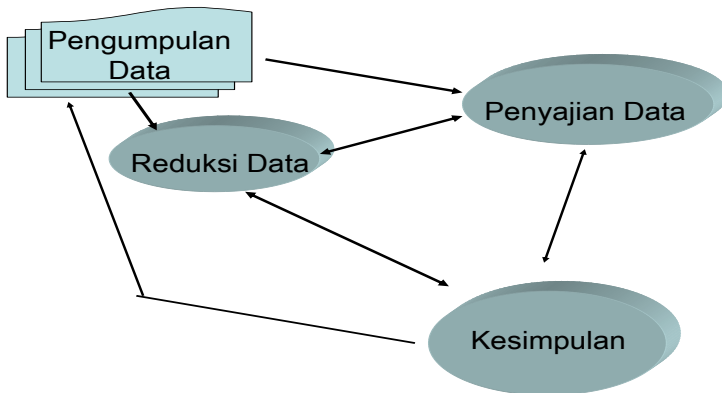 Pengumpulan
Data
Penyajian Data
Reduksi Data
Kesimpulan